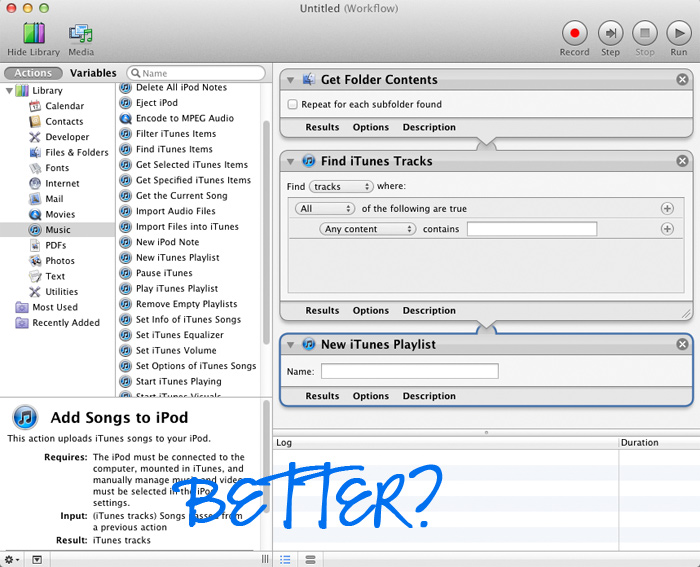 Untitled (Workflow)
Hide Library
Media
Record
Step
Stop
Run
Actions
Variables
Name
Library
Calendar
Contacts
Developer
Files & Folders
Fonts
Internet
Mail
Movies
Music
PDFs
Photos
Text
Utilities
Most Used
Recently Added
Delete All iPod Notes
Eject iPod
Encode to MPEG Audio
Filter iTunes Items
Find iTunes Items
Get Selected iTunes Items
Get Specified iTunes Items
Get the Current Song
Import Audio Files
Import Files into iTunes
New iPod Note
New iTunes Playlist
Pause iTunes
Play iTunes Playlist
Remove Empty Playlists
Set Info of iTunes Songs
Set iTunes Equalizer
Set iTunes Volume
Set Options of iTunes Songs
Start iTunes Playing
Start iTunes Visuals
Get Folder Contents
Repeat for each subfolder found
Results Options Description
Find iTunes Tracks
Find tracks where:
All of the following are true
Any content contains
Results Options Description
New iTunes Playlist
Name:
Results Options Description
Log Duration
Add Songs to iPod
This action uploads iTunes songs to your iPod.
Requires: The iPod must be connected to the
computer, mounted in iTunes, and
manually manage music and videos
must be selected in the iPod
settings.
Input: (iTunes tracks) Songs passed from
a previous action
Result: iTunes tracks
BETTER?